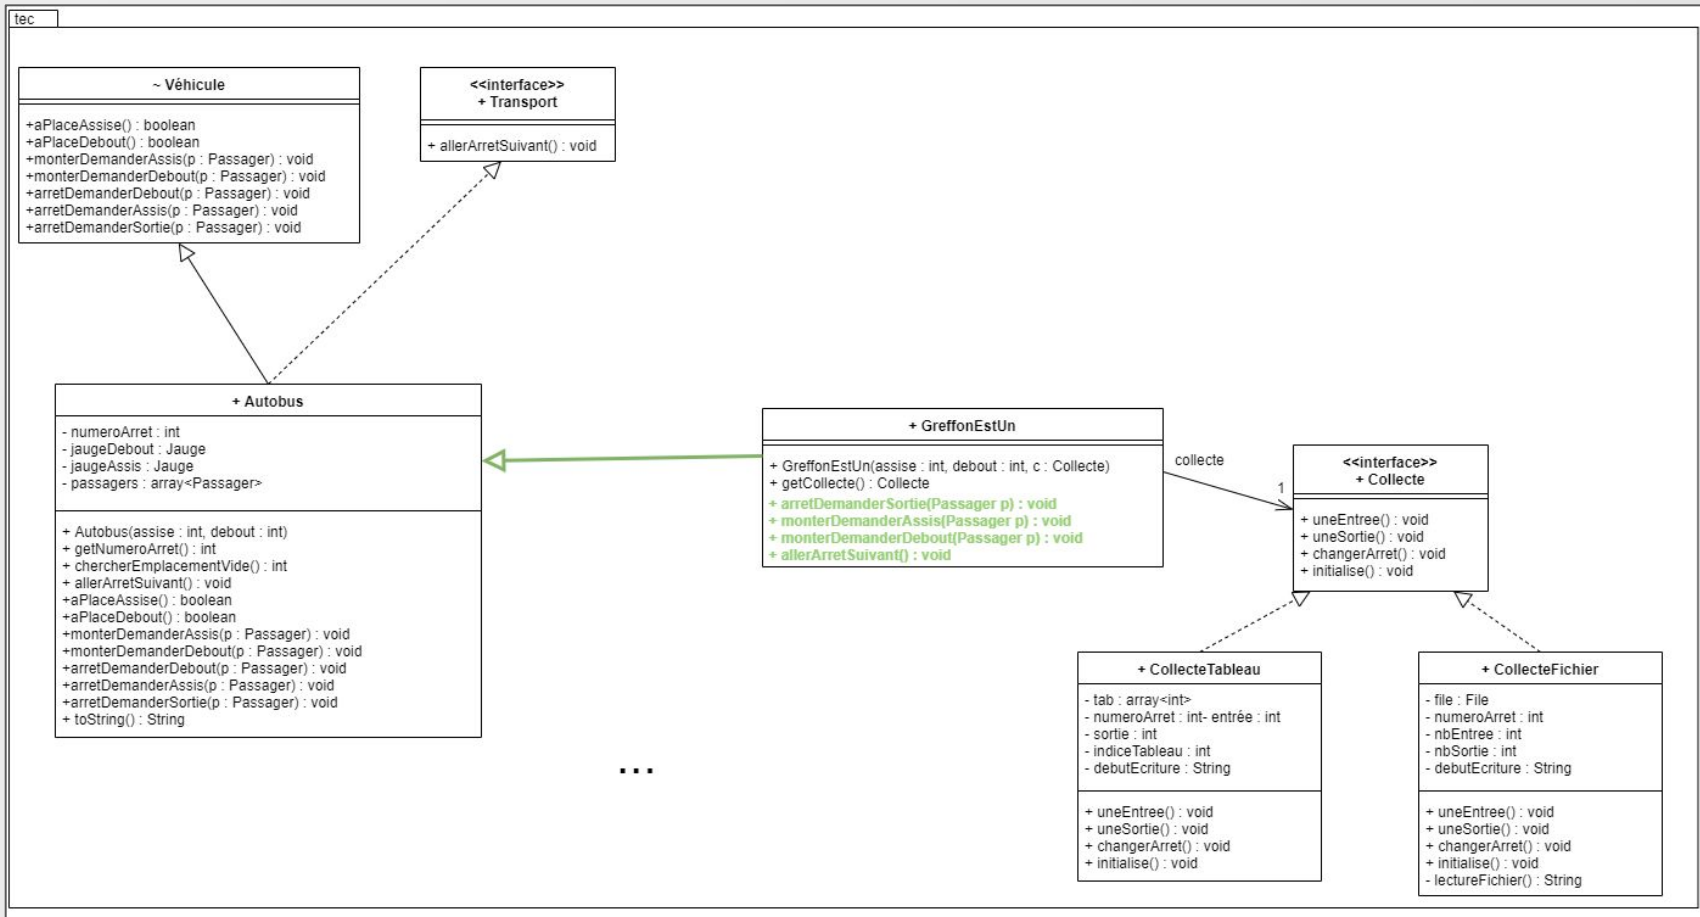 tec
~ Véhicule
+aPlaceAssise() : boolean
+aPlaceDebout() : boolean
+monterDemanderAssis(p : Passager) : void
+monterDemanderDebout(p : Passager) : void
+arretDemanderDebout(p : Passager) : void
+arretDemanderAssis(p : Passager) : void
+arretDemanderSortie(p : Passager) : void
<<interface>>
+ Transport
+ allerArretSuivant() : void
+ Autobus
- numeroArret : int
- jaugeDebout : Jauge
- jaugeAssis : Jauge
- passagers : array<Passager>
+ Autobus(assise : int, debout : int)
+ getNumeroArret() : int
+ chercherEmplacementVide() : int
+ allerArretSuivant() : void
+aPlaceAssise() : boolean
+aPlaceDebout() : boolean
+monterDemanderAssis(p : Passager) : void
+monterDemanderDebout(p : Passager) : void
+arretDemanderDebout(p : Passager) : void
+arretDemanderAssis(p : Passager) : void
+arretDemanderSortie(p : Passager) : void
+ toString() : String
+ GreffonEstUn
+ GreffonEstUn(assise : int, debout : int, c : Collecte)
+ getCollecte() : Collecte
+ arretDemanderSortie(Passager p) : void
+ monterDemanderAssis(Passager p) : void
+ monterDemanderDebout(Passager p) : void
+ allerArretSuivant() : void
collecte
1
<<interface>>
+ Collecte
+ uneEntree() : void
+ uneSortie() : void
+ changerArret() : void
+ initialise() : void
...
+ CollecteTableau
- tab : array<int>
- numeroArret : int- entrée : int
- sortie : int
- indiceTableau : int
- debutEcriture : String
+ uneEntree() : void
+ uneSortie() : void
+ changerArret() : void
+ initialise() : void
+ CollecteFichier
- file : File
- numeroArret : int
- nbEntree : int
- nbSortie : int
- debutEcriture : String
+ uneEntree() : void
+ uneSortie() : void
+ changerArret() : void
+ initialise() : void
- lectureFichier() : String